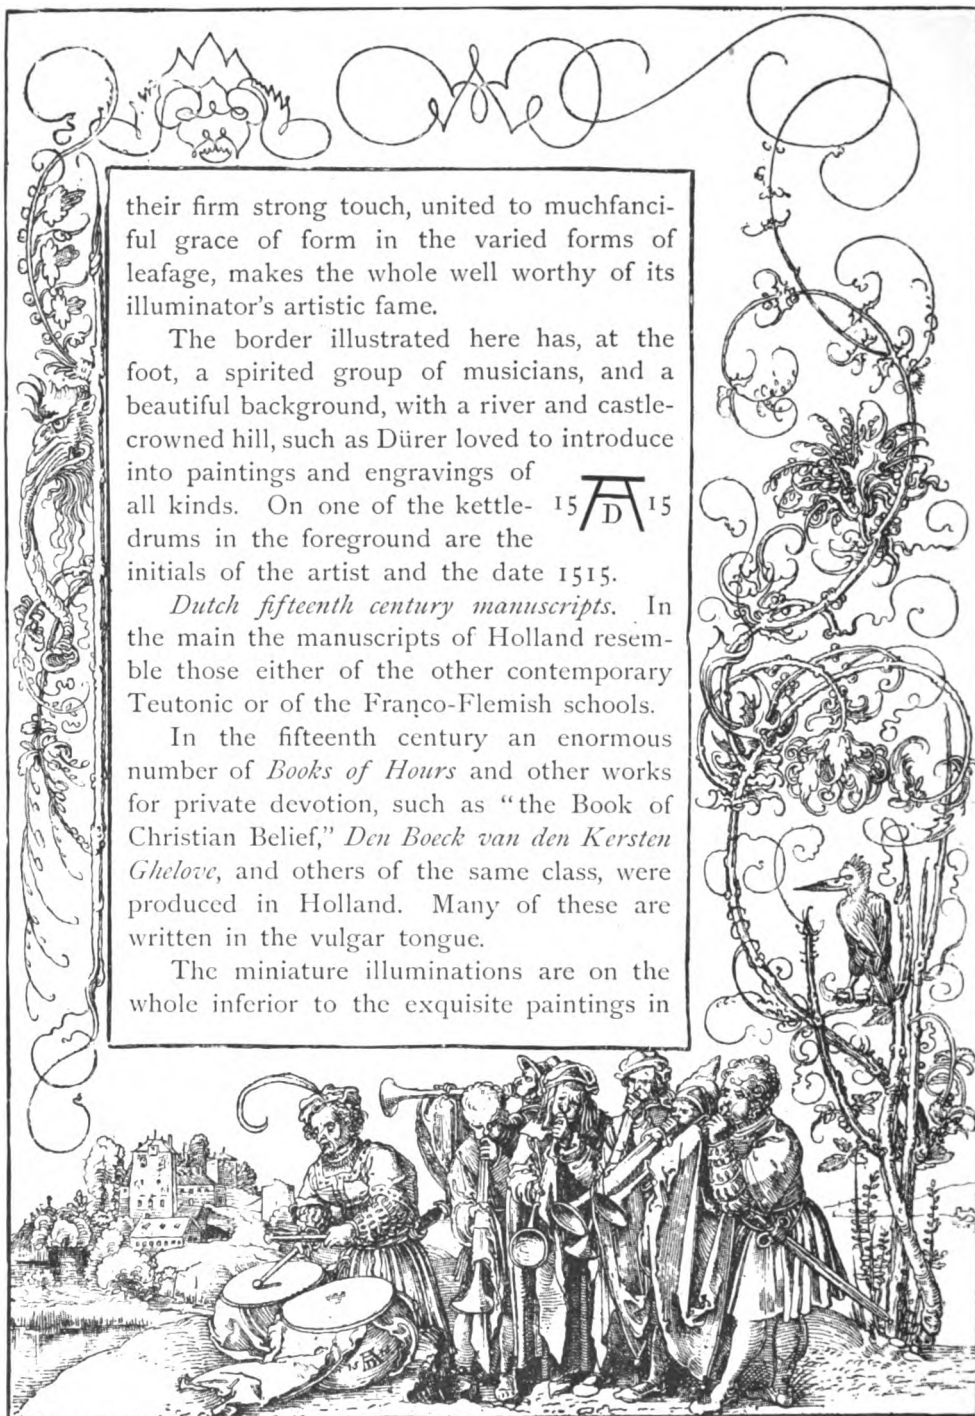 their firm strong touch, united to muchfanci-
ful grace of form in the varied forms of
leafage, makes the whole well worthy of its
illuminator's artistic fame.
The border illustrated here has, at the
foot, a spirited group of musicians, and a
beautiful background, with a river and castle-
crowned hill, such as Dürer loved to introduce
into paintings and engravings of
all kinds. On one of the kettle-
drums in the foreground are the
initials of the artist and the date 1515.
15 AD 15
Dutch fifteenth century manuscripts. In
the main the manuscripts of Holland resem-
ble those either of the other contemporary
Teutonic or of the Franco-Flemish schools.
In the fifteenth century an enormous
number of Books of Hours and other works
for private devotion, such as "the Book of
Christian Belief," Den Boeck van den Kersten
Ghelove, and others of the same class, were
produced in Holland. Many of these are
written in the vulgar tongue.
The miniature illuminations are on the
whole inferior to the exquisite paintings in